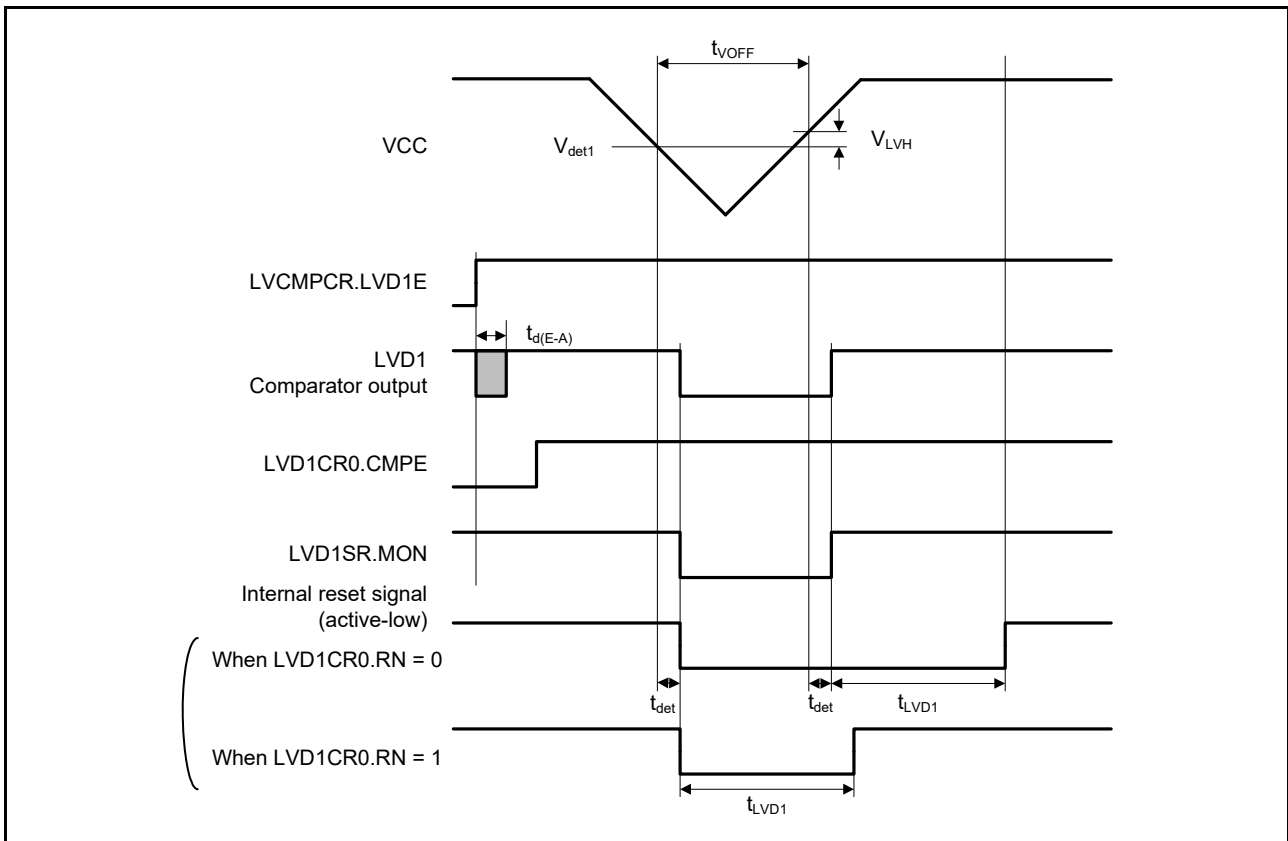 tVOFF
VCC
Vdet1
VLVH
LVCMPCR.LVD1E
td(E-A)
LVD1
Comparator output
LVD1CR0.CMPE
LVD1SR.MON
Internal reset signal
(active-low)
When LVD1CR0.RN = 0
tdet
tdet
tLVD1
When LVD1CR0.RN = 1
tLVD1